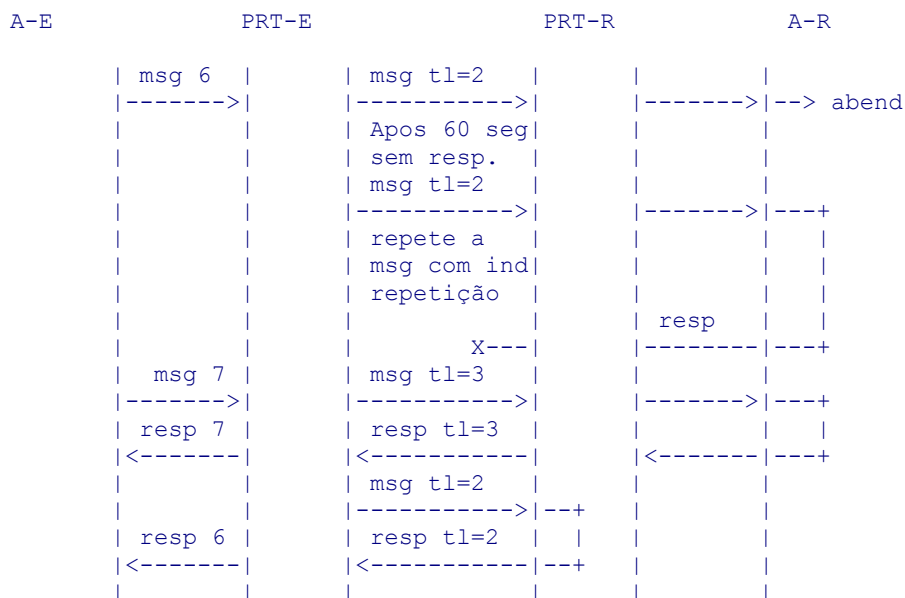 A-E PRT-E PRT-R A-R
| msg 6 | | msg tl=2 | | |
|------->| |----------->| |------->|--> abend
| | | Apos 60 seg| | |
| | | sem resp. | | |
| | | msg tl=2 | | |
| | |----------->| |------->|---+
| | | repete a | | | |
| | | msg com ind| | | |
| | | repetição | | | |
| | | | | resp | |
| | | X---| |--------|---+
| msg 7 | | msg tl=3 | | |
|------->| |----------->| |------->|---+
| resp 7 | | resp tl=3 | | | |
|<-------| |<-----------| |<-------|---+
| | | msg tl=2 | | |
| | |----------->|--+ | |
| resp 6 | | resp tl=2 | | | |
|<-------| |<-----------|--+ | |
| | | | | |